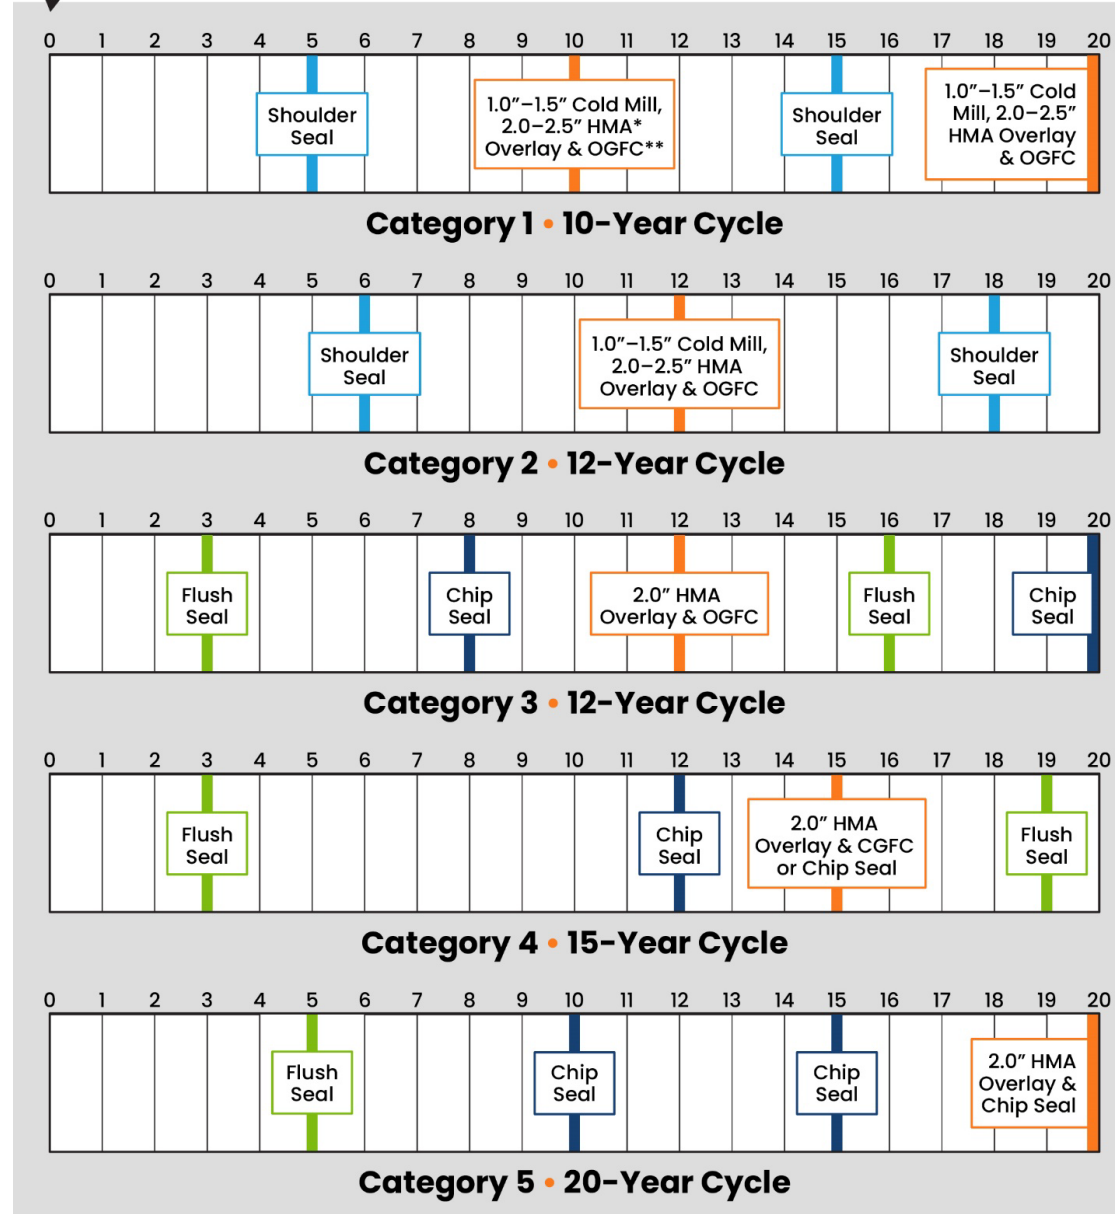 0 1 2 3 4 5 6 7 8 9 10 11 12 13 14 15 16 17 18 19 20
Shoulder
Seal
1.0”–1.5” Cold Mill,
2.0–2.5” HMA*
Overlay & OGFC**
Shoulder
Seal
1.0”–1.5” Cold
Mill, 2.0–2.5”
HMA Overlay
& OGFC
Category 1 • 10-Year Cycle
0 1 2 3 4 5 6 7 8 9 10 11 12 13 14 15 16 17 18 19 20
Shoulder
Seal
1.0”–1.5” Cold Mill,
2.0–2.5” HMA
Overlay & OGFC
Shoulder
Seal
Category 2 • 12-Year Cycle
0 1 2 3 4 5 6 7 8 9 10 11 12 13 14 15 16 17 18 19 20
Flush
Seal
Chip
Seal
2.0” HMA
Overlay & OGFC
Flush
Seal
Chip
Seal
Category 3 • 12-Year Cycle
0 1 2 3 4 5 6 7 8 9 10 11 12 13 14 15 16 17 18 19 20
Flush
Seal
Chip
Seal
2.0” HMA
Overlay & CGFC
or Chip Seal
Flush
Seal
Category 4 • 15-Year Cycle
0 1 2 3 4 5 6 7 8 9 10 11 12 13 14 15 16 17 18 19 20
Flush
Seal
Chip
Seal
Chip
Seal
2.0” HMA
Overlay &
Chip Seal
Category 5 • 20-Year Cycle